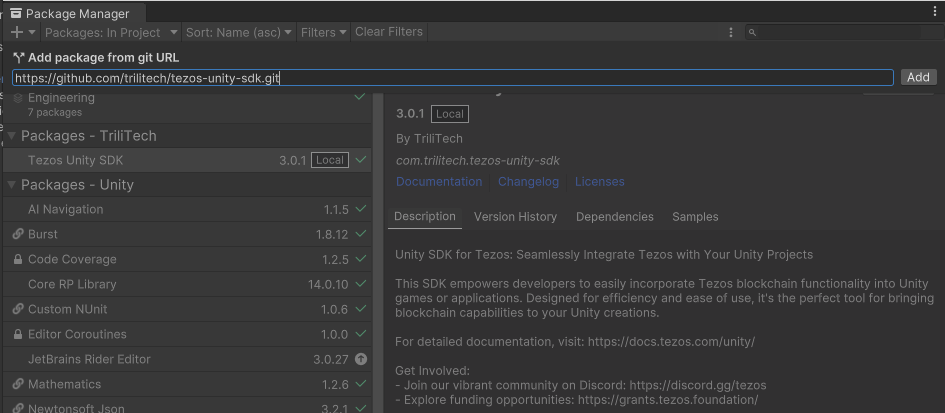 Package Manager
Packages: In Project Sort: Name (asc) Filters Clear Filters
Add package from git URL
https://github.com/trilitech/tezos-unity-sdk.git Add
Engineering
7 packages
Packages - TriliTech
Tezos Unity SDK 3.0.1 Local
Packages - Unity
AI Navigation 1.1.5
Burst 1.8.12
Code Coverage 1.2.5
Core RP Library 14.0.10
Custom NUnit 1.0.6
Editor Coroutines 1.0.0
JetBrains Rider Editor 3.0.27
Mathematics 1.2.6
Newtonsoft Json 3.2.1
3.0.1 Local
By TriliTech
com.trilitech.tezos-unity-sdk
Documentation Changelog Licenses
Description Version History Dependencies Samples
Unity SDK for Tezos: Seamlessly Integrate Tezos with Your Unity Projects
This SDK empowers developers to easily incorporate Tezos blockchain functionality into Unity
games or applications. Designed for efficiency and ease of use, it's the perfect tool for bringing
blockchain capabilities to your Unity creations.
For detailed documentation, visit: https://docs.tezos.com/unity/
Get Involved:
- Join our vibrant community on Discord: https://discord.gg/tezos
- Explore funding opportunities: https://grants.tezos.foundation/